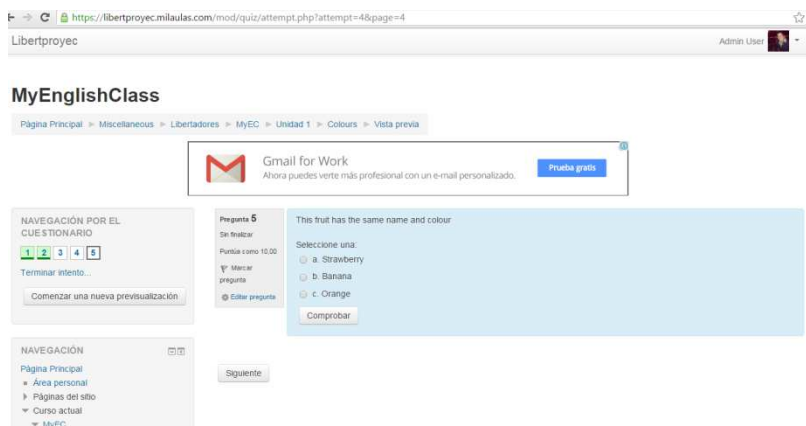 https://libertproyec.milaulas.com/mod/quiz/attempt.php?attempt=4&page=4
Libertproyec
Admin User
MyEnglishClass
Página Principal Miscellaneous Libertadores MyEC Unidad 1 Colours Vista previa
Gmail for Work
Ahora puedes verte más profesional con un e-mail personalizado.
Prueba gratis
NAVEGACIÓN POR EL
CUESTIONARIO
1 2 3 4 5
Terminar intento...
Comenzar una nueva previsualización
Pregunta 5
Sin finalizar
Puntúa como 10,00
Marcar
pregunta
Editar pregunta
This fruit has the same name and colour
Seleccione una:
a. Strawberry
b. Banana
c. Orange
Comprobar
Siguiente
NAVEGACIÓN
Página Principal
Área personal
Páginas del sitio
Curso actual
MyEC